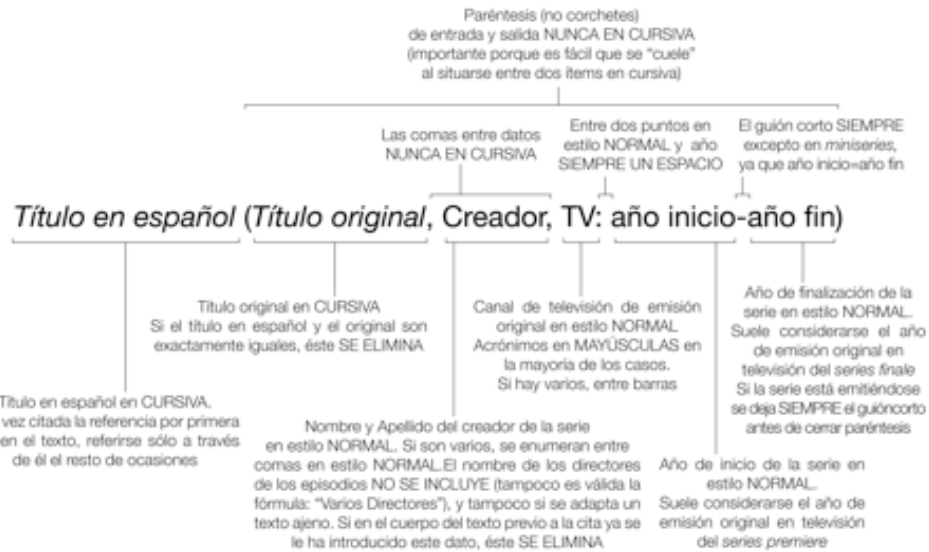 Paréntesis (no corchetes)
de entrada y salida NUNCA EN CURSIVA
(importante porque es fácil que se “cuele”
al situarse entre dos ítems en cursiva)
Las comas entre datos
NUNCA EN CURSIVA
Entre dos puntos en
estilo NORMAL y año
SIEMPRE UN ESPACIO
El guión corto SIEMPRE
excepto en miniseries,
ya que año inicio=año fin
Título en español (Título original, Creador, TV: año inicio-año fin)
Título original en CURSIVA
Si el título en español y el original son
exactamente iguales, éste SE ELIMINA
Canal de televisión de emisión
original en estilo NORMAL
Acrónimos en MAYÚSCULAS en
la mayoría de los casos.
Si hay varios, entre barras
Año de finalización de la
serie en estilo NORMAL.
Suele considerarse el año
de emisión original en
televisión del series finale
Si la serie está emitiéndose
se deja SIEMPRE el guióncorto
antes de cerrar paréntesis
Título en español en CURSIVA.
vez citada la referencia por primera
en el texto, referirse sólo a través
de él el resto de ocasiones
Nombre y Apellido del creador de la serie
en estilo NORMAL. Si son varios, se enumeran entre
comas en estilo NORMAL.El nombre de los directores
de los episodios NO SE INCLUYE (tampoco es válida la
fórmula: “Varios Directores”), y tampoco si se adapta un
texto ajeno. Si en el cuerpo del texto previo a la cita ya se
le ha introducido este dato, éste SE ELIMINA
Año de inicio de la serie en
estilo NORMAL.
Suele considerarse el año de
emisión original en televisión
del series premiere